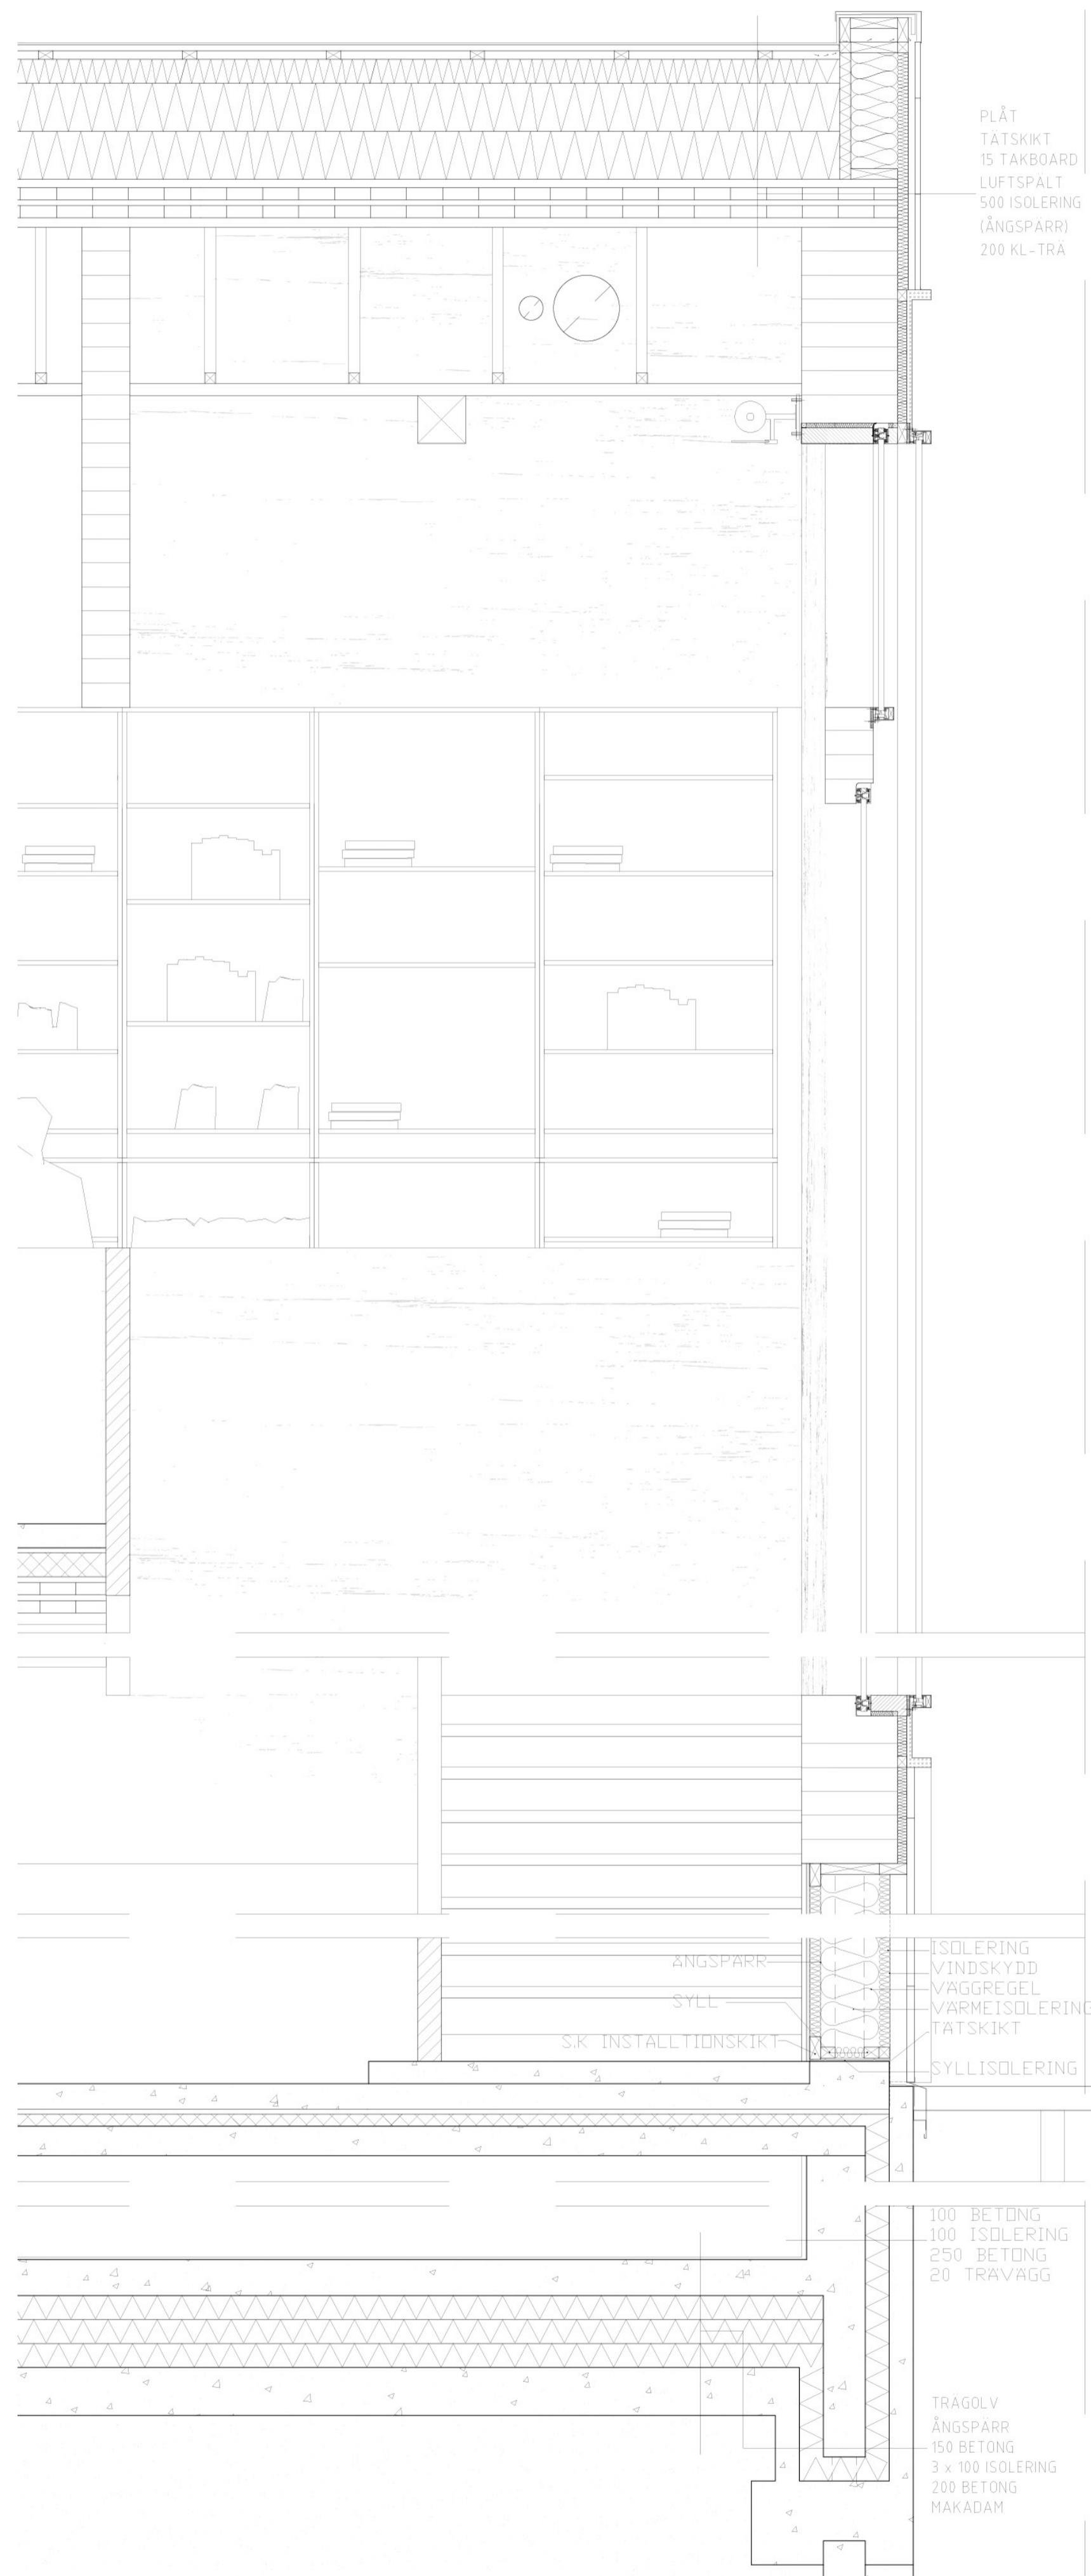 PLÅT
TÄTSKIKT
15 TAKBOARD
LUFTSPALT
500 ISOLERING
(ÅNGSPÄRR)
200 KL-TRÄ
ÅNGSPÄRR
SYLL
S.K INSTALLTIONSKIKT
ISOLERING
VINDSKYDD
VÄGGREGEL
VÄRMEISOLERING
TÄTSKIKT
SYLLISOLERING
100 BETONG
100 ISOLERING
250 BETONG
20 TRÄVÄGG
TRÄGOLV
ÅNGSPÄRR
150 BETONG
3 x 100 ISOLERING
200 BETONG
MAKADAM